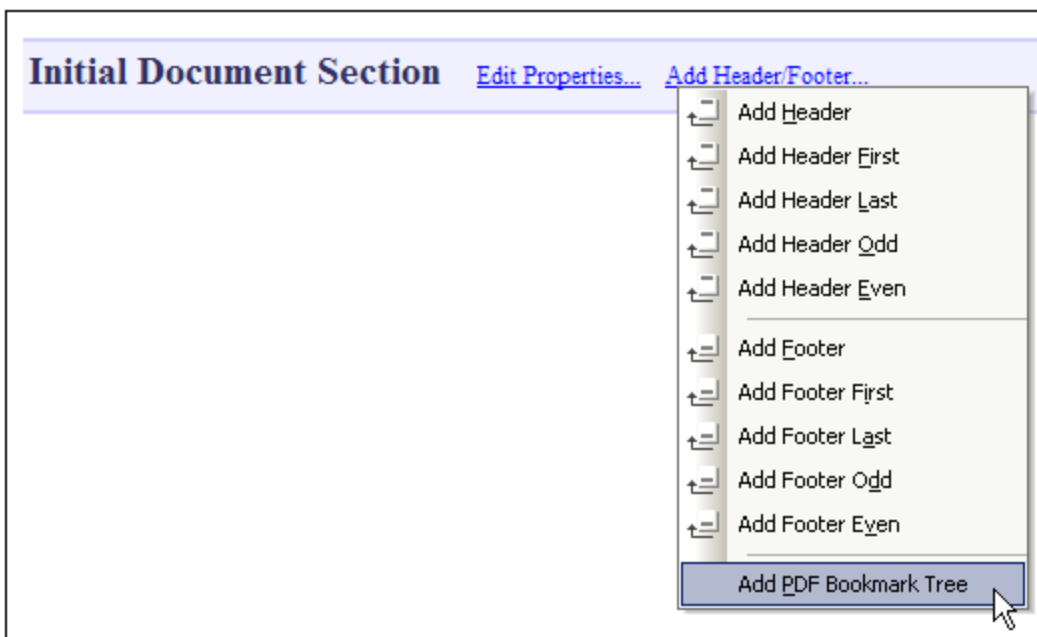 Initial Document Section Edit Properties... Add Header/Footer...
Add Header
Add Header First
Add Header Last
Add Header Odd
Add Header Even
Add Footer
Add Footer First
Add Footer Last
Add Footer Odd
Add Footer Even
Add PDF Bookmark Tree